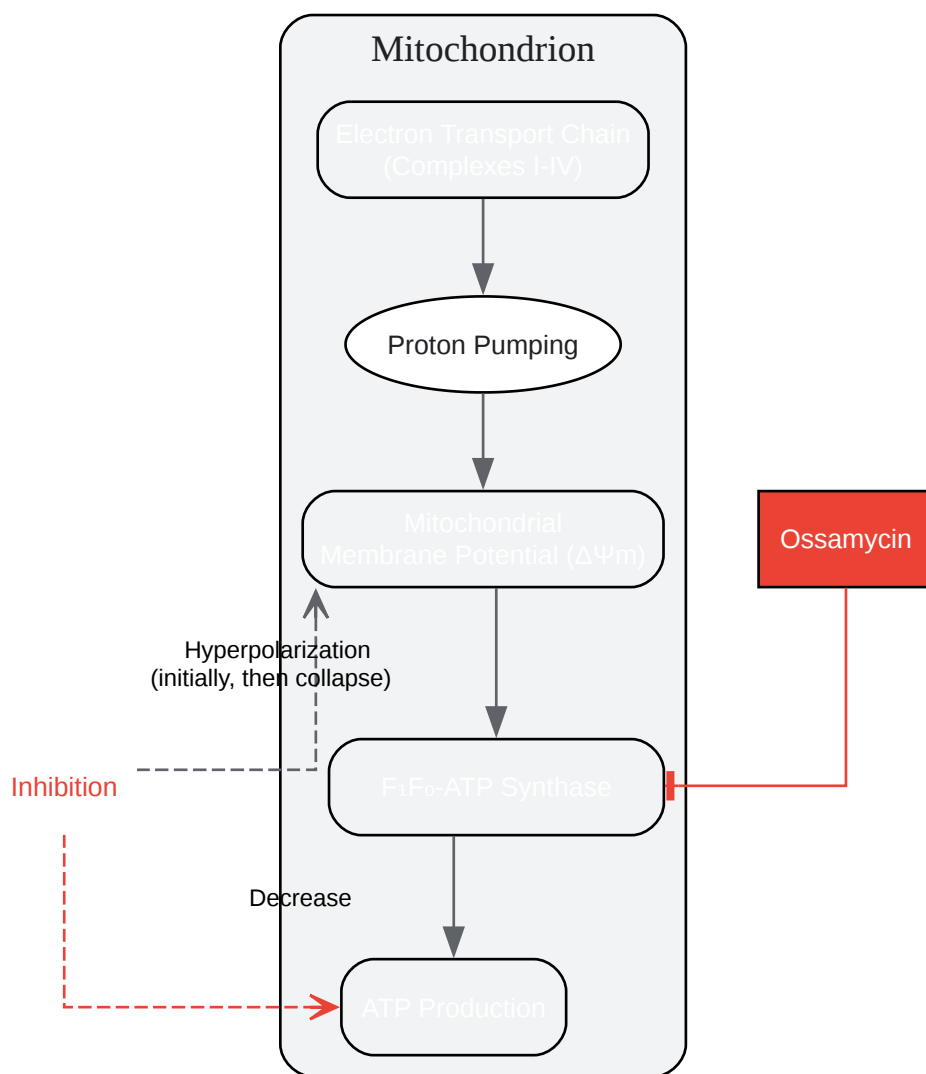 Mitochondrion
Electron Transport Chain
(Complexes I-IV)
Proton Pumping
Mitochondrial
Membrane Potential (ΔΨm)
Ossamycin
Hyperpolarization
(initially, then collapse)
Inhibition
F₁F₀-ATP Synthase
Decrease
ATP Production